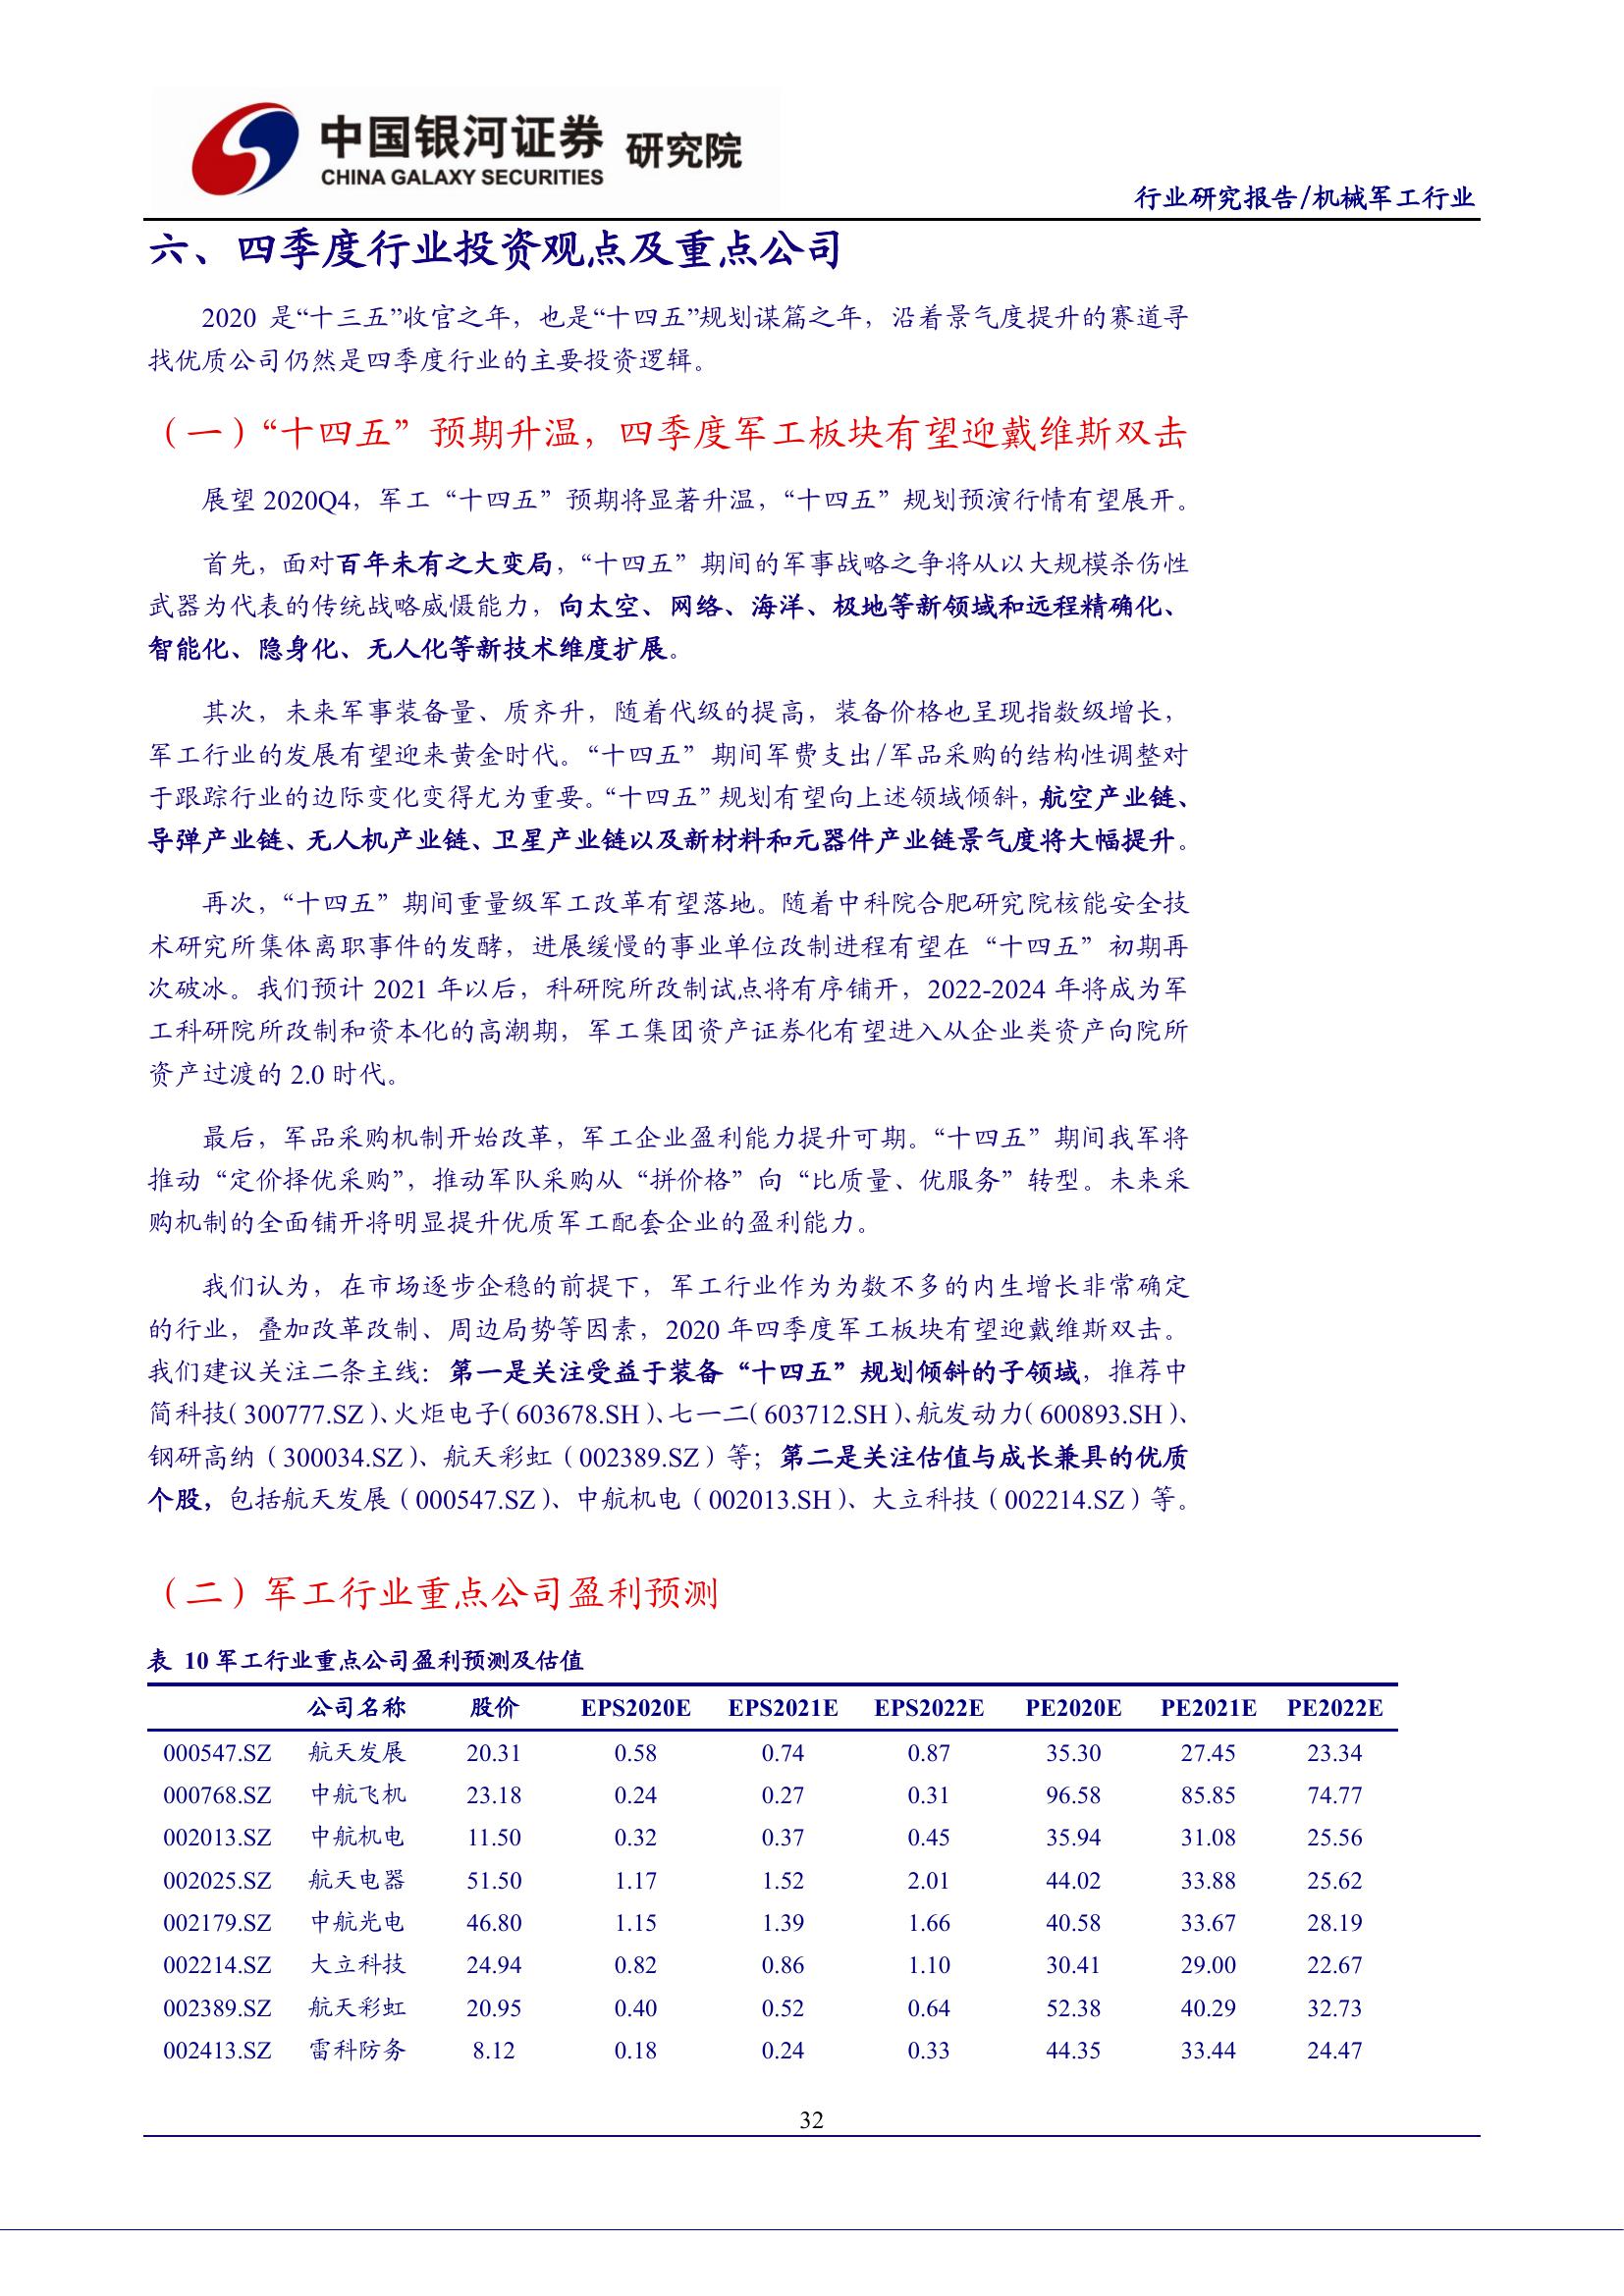 中国银河证券 研究院
CHINA GALAXY SECURITIES
行业研究报告/机械军工行业
六、四季度行业投资观点及重点公司
2020 是“十三五”收官之年，也是“十四五”规划谋篇之年，沿着景气度提升的赛道寻
找优质公司仍然是四季度行业的主要投资逻辑。
（一）“十四五”预期升温，四季度军工板块有望迎戴维斯双击
展望 2020Q4，军工“十四五”预期将显著升温，“十四五”规划预演行情有望展开。
首先，面对百年未有之大变局，“十四五”期间的军事战略之争将从以大规模杀伤性
武器为代表的传统战略威慑能力，向太空、网络、海洋、极地等新领域和远程精确化、
智能化、隐身化、无人化等新技术维度扩展。
其次，未来军事装备量、质齐升，随着代级的提高，装备价格也呈现指数级增长，
军工行业的发展有望迎来黄金时代。“十四五”期间军费支出/军品采购的结构性调整对
于跟踪行业的边际变化变得尤为重要。“十四五”规划有望向上述领域倾斜，航空产业链、
导弹产业链、无人机产业链、卫星产业链以及新材料和元器件产业链景气度将大幅提升。
再次，“十四五”期间重量级军工改革有望落地。随着中科院合肥研究院核能安全技
术研究所集体离职事件的发酵，进展缓慢的事业单位改制进程有望在“十四五”初期再
次破冰。我们预计 2021 年以后，科研院所改制试点将有序铺开，2022-2024 年将成为军
工科研院所改制和资本化的高潮期，军工集团资产证券化有望进入从企业类资产向院所
资产过渡的 2.0 时代。
最后，军品采购机制开始改革，军工企业盈利能力提升可期。“十四五”期间我军将
推动“定价择优采购”，推动军队采购从“拼价格”向“比质量、优服务”转型。未来采
购机制的全面铺开将明显提升优质军工配套企业的盈利能力。
我们认为，在市场逐步企稳的前提下，军工行业作为为数不多的内生增长非常确定
的行业，叠加改革改制、周边局势等因素，2020 年四季度军工板块有望迎戴维斯双击。
我们建议关注二条主线：第一是关注受益于装备“十四五”规划倾斜的子领域，推荐中
简科技（300777.SZ）、火炬电子（603678.SH）、七一二（603712.SH）、航发动力（600893.SH）、
钢研高纳（300034.SZ）、航天彩虹（002389.SZ）等；第二是关注估值与成长兼具的优质
个股，包括航天发展（000547.SZ）、中航机电（002013.SH）、大立科技（002214.SZ）等。
（二）军工行业重点公司盈利预测
表 10 军工行业重点公司盈利预测及估值
公司名称 股价 EPS2020E EPS2021E EPS2022E PE2020E PE2021E PE2022E
000547.SZ 航天发展 20.31 0.58 0.74 0.87 35.30 27.45 23.34
000768.SZ 中航飞机 23.18 0.24 0.27 0.31 96.58 85.85 74.77
002013.SZ 中航机电 11.50 0.32 0.37 0.45 35.94 31.08 25.56
002025.SZ 航天电器 51.50 1.17 1.52 2.01 44.02 33.88 25.62
002179.SZ 中航光电 46.80 1.15 1.39 1.66 40.58 33.67 28.19
002214.SZ 大立科技 24.94 0.82 0.86 1.10 30.41 29.00 22.67
002389.SZ 航天彩虹 20.95 0.40 0.52 0.64 52.38 40.29 32.73
002413.SZ 雷科防务 8.12 0.18 0.24 0.33 44.35 33.44 24.47
32